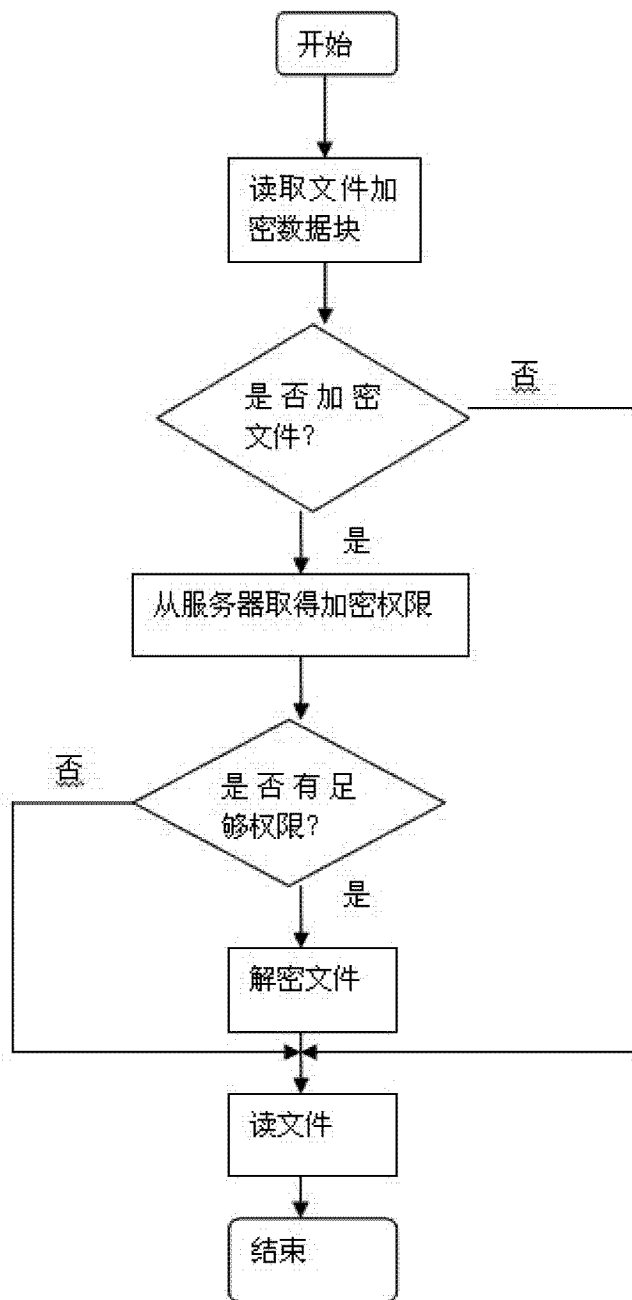 开始
读取文件加
密数据块
是否加密
文件?
否
是
从服务器取得加密权限
是否有足
够权限?
否
是
解密文件
读文件
结束